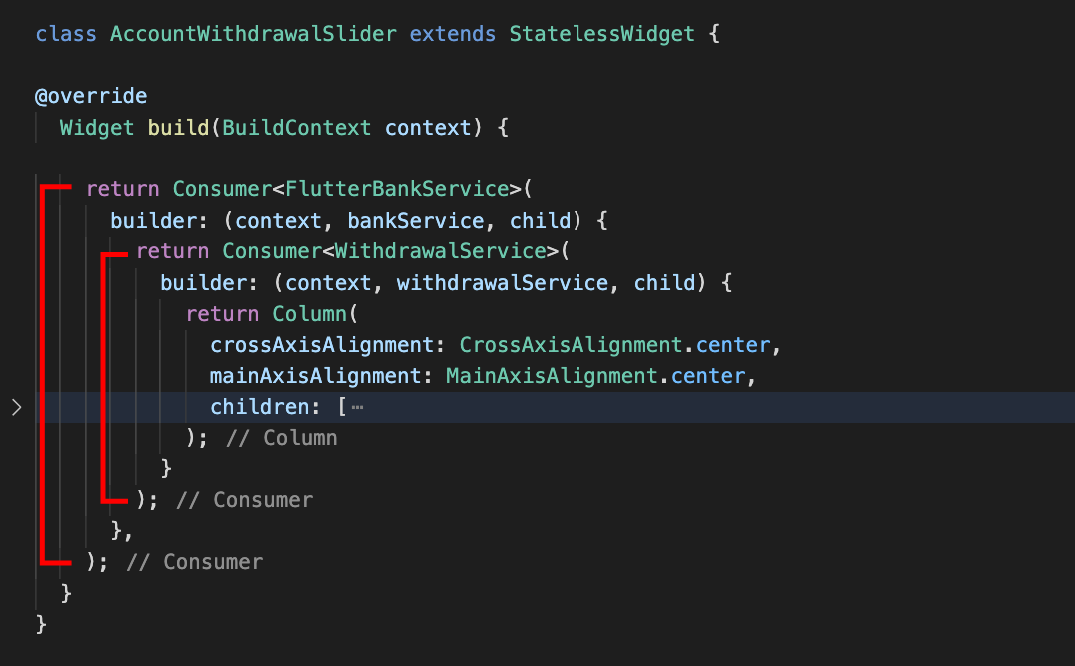 class AccountWithdrawalSlider extends StatelessWidget {
@override
Widget build(BuildContext context) {
return Consumer<FlutterBankService>(
builder: (context, bankService, child) {
return Consumer<WithdrawalService>(
builder: (context, withdrawalService, child) {
return Column(
crossAxisAlignment: CrossAxisAlignment.center,
mainAxisAlignment: MainAxisAlignment.center,
children: [⋯
); // Column
}
); // Consumer
},
); // Consumer
}
}